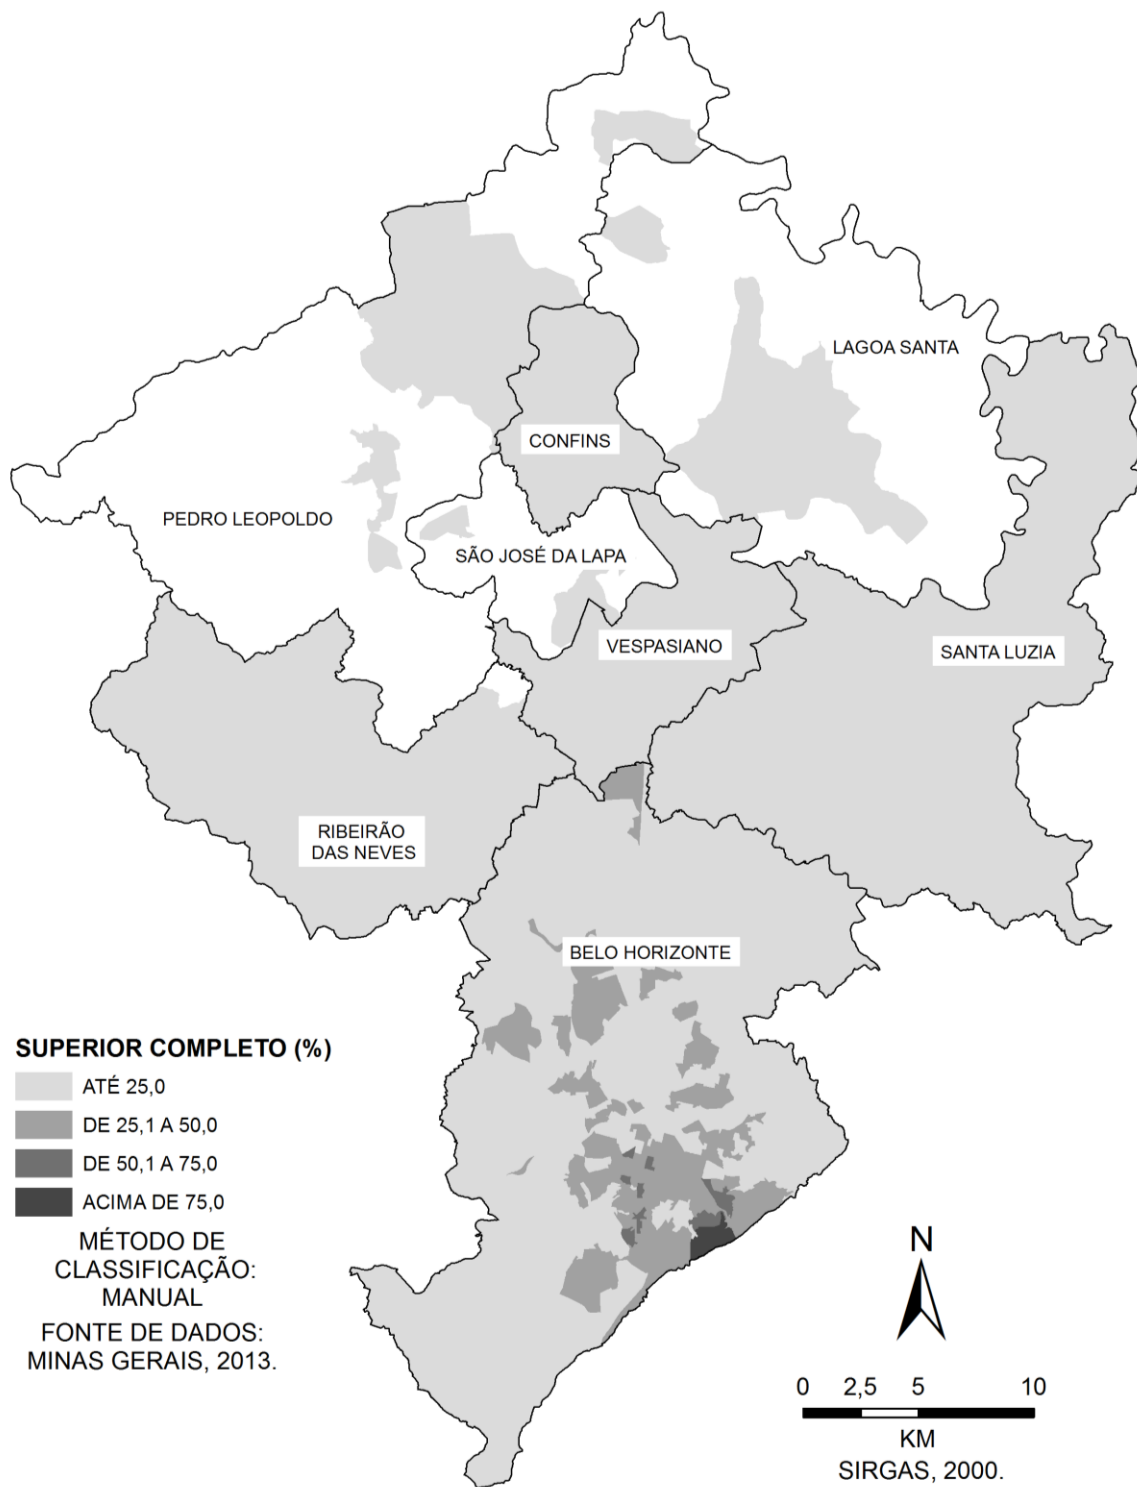 LAGOA SANTA
CONFINS
PEDRO LEOPOLDO
SÃO JOSÉ DA LAPA
VESPASIANO
SANTA LUZIA
RIBEIRÃO
DAS NEVES
BELO HORIZONTE
SUPERIOR COMPLETO (%)
ATÉ 25,0
DE 25,1 A 50,0
DE 50,1 A 75,0
ACIMA DE 75,0
MÉTODO DE
CLASSIFICAÇÃO:
MANUAL
FONTE DE DADOS:
MINAS GERAIS, 2013.
N
0 2,5 5 10
KM
SIRGAS, 2000.